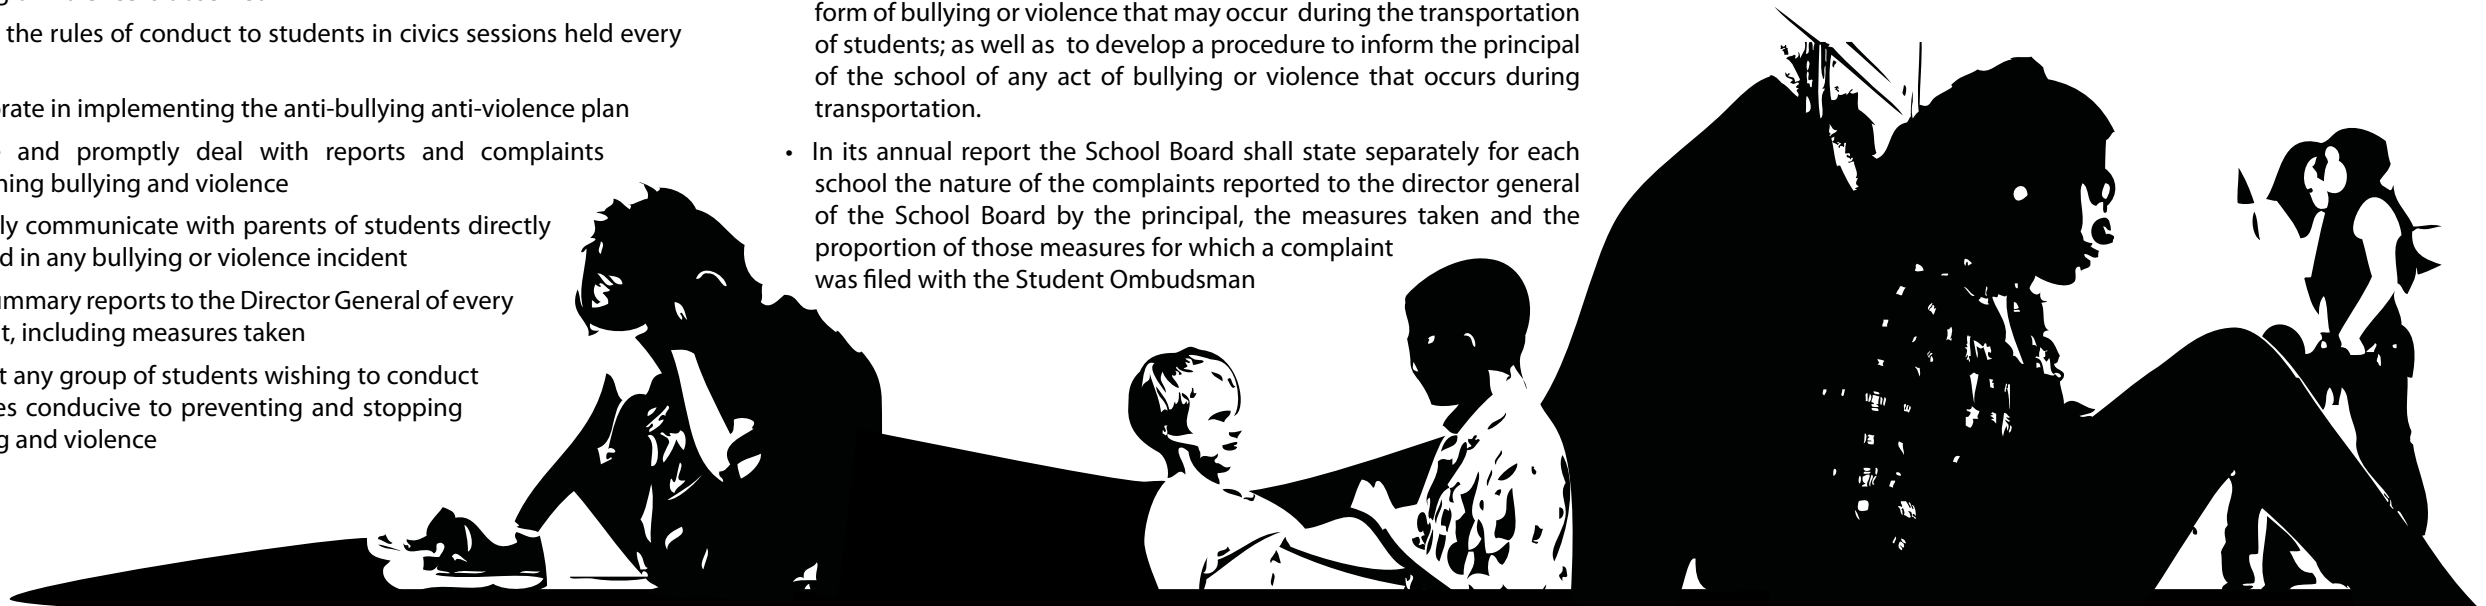 the rules of conduct to students in civics sessions held every
rate in implementing the anti-bullying anti-violence plan
and promptly deal with reports and complaints
ning bullying and violence
ly communicate with parents of students directly
d in any bullying or violence incident
ummary reports to the Director General of every
t, including measures taken
t any group of students wishing to conduct
es conducive to preventing and stopping
g and violence
form of bullying or violence that may occur during the transportation
of students; as well as to develop a procedure to inform the principal
of the school of any act of bullying or violence that occurs during
transportation.
• In its annual report the School Board shall state separately for each
school the nature of the complaints reported to the director general
of the School Board by the principal, the measures taken and the
proportion of those measures for which a complaint
was filed with the Student Ombudsman